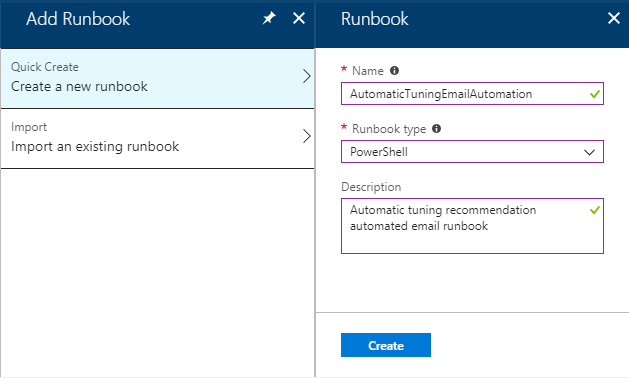 Add Runbook
Quick Create
Create a new runbook
Import
Import an existing runbook
Runbook
* Name
AutomaticTuningEmailAutomation
* Runbook type
PowerShell
Description
Automatic tuning recommendation
automated email runbook
Create